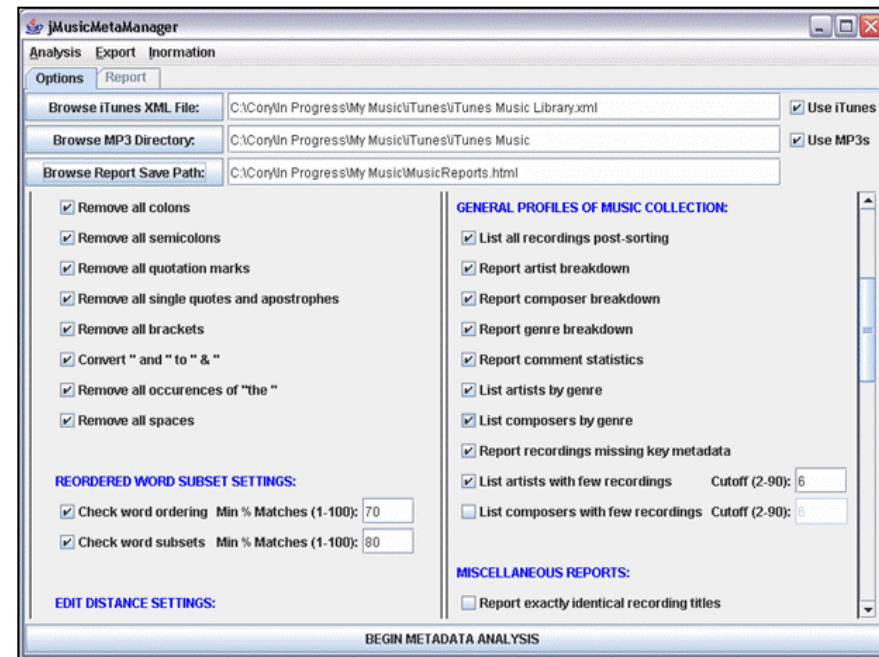 jMusicMetaManager
Analysis Export Inormation
Options Report
Browse iTunes XML File: C:\Cory\In Progress\My Music\iTunes\iTunes Music Library.xml Use iTunes
Browse MP3 Directory: C:\Cory\In Progress\My Music\iTunes\iTunes Music Use MP3s
Browse Report Save Path: C:\Cory\In Progress\My Music\MusicReports.html
Remove all colons
Remove all semicolons
Remove all quotation marks
Remove all single quotes and apostrophes
Remove all brackets
Convert " and " to " & "
Remove all occurences of "the "
Remove all spaces
REORDERED WORD SUBSET SETTINGS:
Check word ordering Min % Matches (1-100): 70
Check word subsets Min % Matches (1-100): 80
EDIT DISTANCE SETTINGS:
GENERAL PROFILES OF MUSIC COLLECTION:
List all recordings post-sorting
Report artist breakdown
Report composer breakdown
Report genre breakdown
Report comment statistics
List artists by genre
List composers by genre
Report recordings missing key metadata
List artists with few recordings Cutoff (2-90): 6
List composers with few recordings Cutoff (2-90): 6
MISCELLANEOUS REPORTS:
Report exactly identical recording titles
BEGIN METADATA ANALYSIS